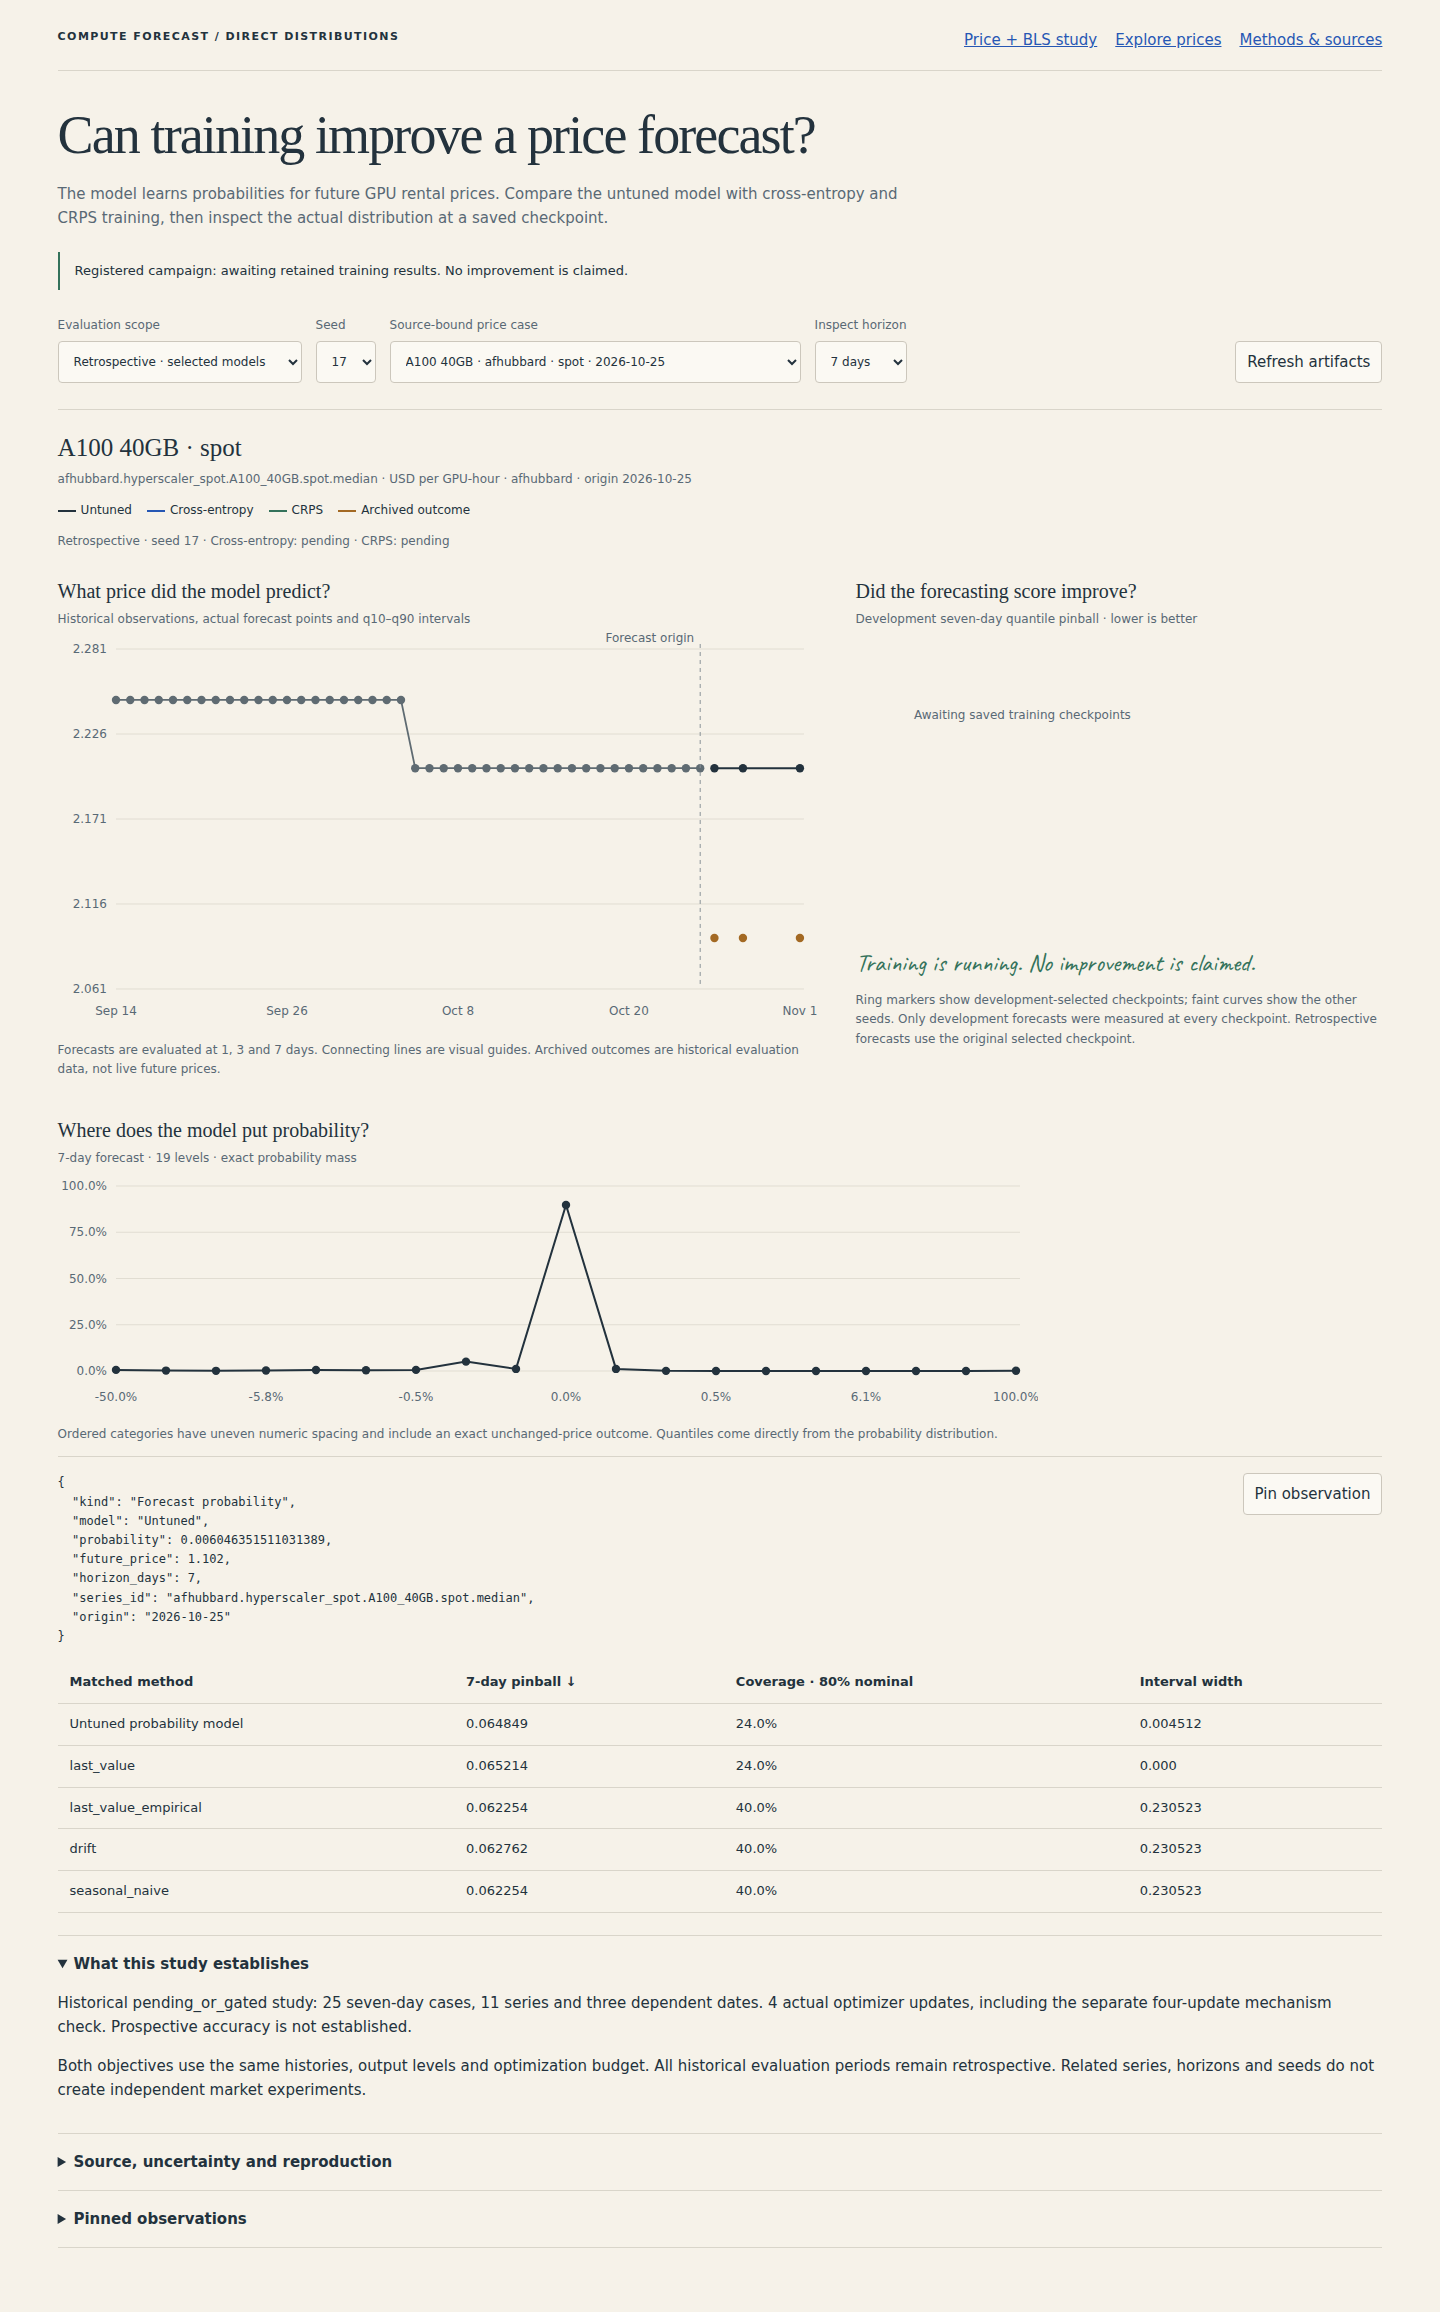 COMPUTE FORECAST / DIRECT DISTRIBUTIONS
Price + BLS study Explore prices Methods & sources
Can training improve a price forecast?
The model learns probabilities for future GPU rental prices. Compare the untuned model with cross-entropy and
CRPS training, then inspect the actual distribution at a saved checkpoint.
Registered campaign: awaiting retained training results. No improvement is claimed.
Evaluation scope Seed Source-bound price case Inspect horizon
Retrospective · selected models 17 A100 40GB · afhubbard · spot · 2026-10-25 7 days Refresh artifacts
A100 40GB · spot
afhubbard.hyperscaler_spot.A100_40GB.spot.median · USD per GPU-hour · afhubbard · origin 2026-10-25
Untuned Cross-entropy CRPS Archived outcome
Retrospective · seed 17 · Cross-entropy: pending · CRPS: pending
What price did the model predict?
Historical observations, actual forecast points and q10–q90 intervals
Forecast origin
2.281
2.226
2.171
2.116
2.061
Sep 14 Sep 26 Oct 8 Oct 20 Nov 1
Forecasts are evaluated at 1, 3 and 7 days. Connecting lines are visual guides. Archived outcomes are historical evaluation
data, not live future prices.
Did the forecasting score improve?
Development seven-day quantile pinball · lower is better
Awaiting saved training checkpoints
Training is running. No improvement is claimed.
Ring markers show development-selected checkpoints; faint curves show the other
seeds. Only development forecasts were measured at every checkpoint. Retrospective
forecasts use the original selected checkpoint.
Where does the model put probability?
7-day forecast · 19 levels · exact probability mass
100.0%
75.0%
50.0%
25.0%
0.0%
-50.0% -5.8% -0.5% 0.0% 0.5% 6.1% 100.0%
Ordered categories have uneven numeric spacing and include an exact unchanged-price outcome. Quantiles come directly from the probability distribution.
Pin observation
{
"kind": "Forecast probability",
"model": "Untuned",
"probability": 0.006046351511031389,
"future_price": 1.102,
"horizon_days": 7,
"series_id": "afhubbard.hyperscaler_spot.A100_40GB.spot.median",
"origin": "2026-10-25"
}
Matched method 7-day pinball ↓ Coverage · 80% nominal Interval width
Untuned probability model 0.064849 24.0% 0.004512
last_value 0.065214 24.0% 0.000
last_value_empirical 0.062254 40.0% 0.230523
drift 0.062762 40.0% 0.230523
seasonal_naive 0.062254 40.0% 0.230523
What this study establishes
Historical pending_or_gated study: 25 seven-day cases, 11 series and three dependent dates. 4 actual optimizer updates, including the separate four-update mechanism
check. Prospective accuracy is not established.
Both objectives use the same histories, output levels and optimization budget. All historical evaluation periods remain retrospective. Related series, horizons and seeds do not
create independent market experiments.
Source, uncertainty and reproduction
Pinned observations